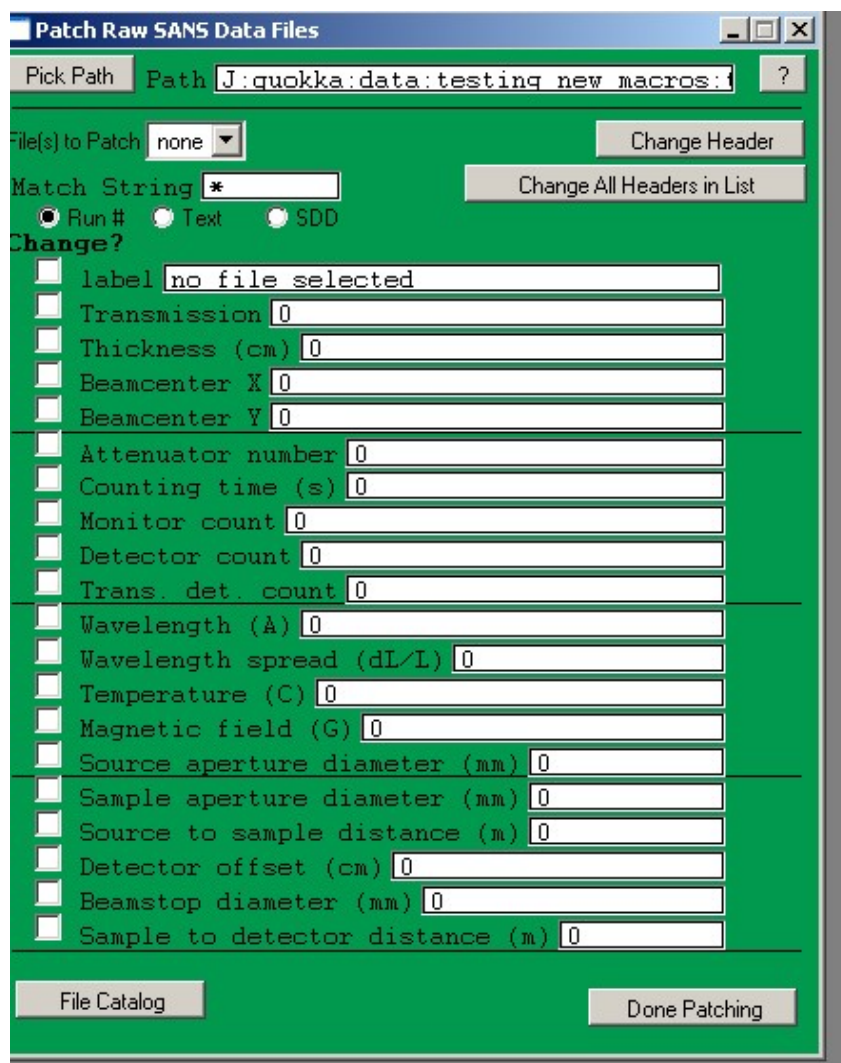 Patch Raw SANS Data Files
Pick Path Path J:quokka:data:testing new macros:f ?
File(s) to Patch none Change Header
Match String * Change All Headers in List
Run # Text SDD
Change?
label no file selected
Transmission 0
Thickness (cm) 0
Beamcenter X 0
Beamcenter Y 0
Attenuator number 0
Counting time (s) 0
Monitor count 0
Detector count 0
Trans. det. count 0
Wavelength (A) 0
Wavelength spread (dL/L) 0
Temperature (C) 0
Magnetic field (G) 0
Source aperture diameter (mm) 0
Sample aperture diameter (mm) 0
Source to sample distance (m) 0
Detector offset (cm) 0
Beamstop diameter (mm) 0
Sample to detector distance (m) 0
File Catalog Done Patching